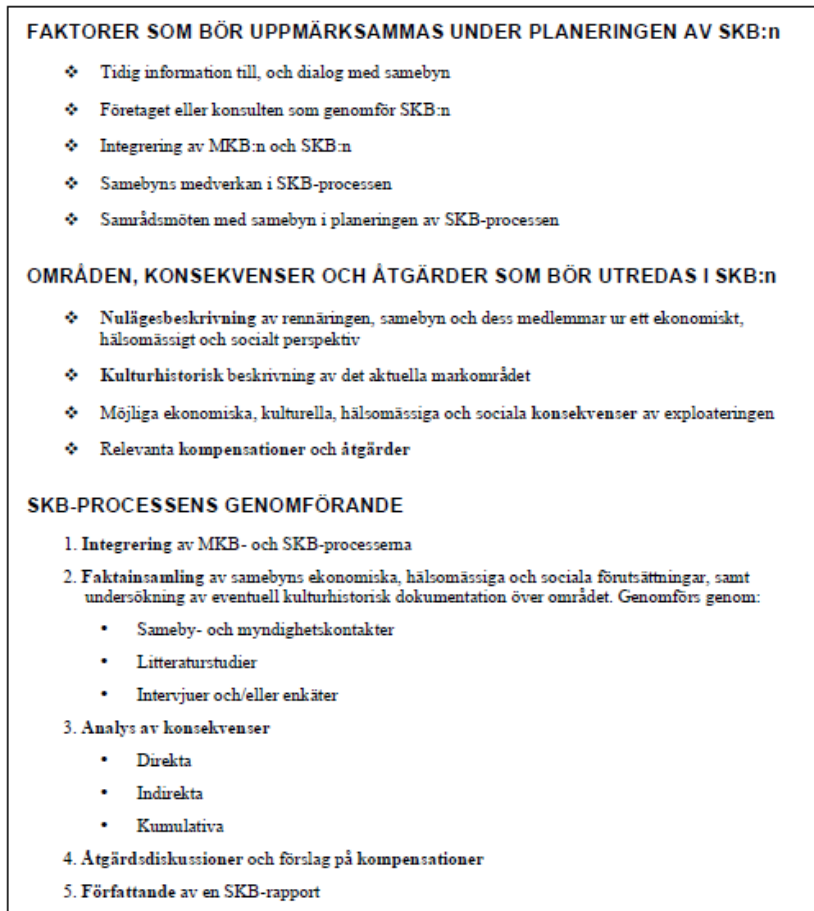 FAKTORER SOM BÖR UPPMÄRKSAMMAS UNDER PLANERINGEN AV SKB:n
❖ Tidig information till, och dialog med samebyn
❖ Företaget eller konsulten som genomför SKB:n
❖ Integrering av MKB:n och SKB:n
❖ Samebyns medverkan i SKB-processen
❖ Samrådsmöten med samebyn i planeringen av SKB-processen
OMRÅDEN, KONSEKVENSER OCH ÅTGÄRDER SOM BÖR UTREDAS I SKB:n
❖ Nulägesbeskrivning av rennäringen, samebyn och dess medlemmar ur ett ekonomiskt,
hälsomässigt och socialt perspektiv
❖ Kulturhistorisk beskrivning av det aktuella markområdet
❖ Möjliga ekonomiska, kulturella, hälsomässiga och sociala konsekvenser av exploateringen
❖ Relevanta kompensationer och åtgärder
SKB-PROCESSENS GENOMFÖRANDE
1. Integrering av MKB- och SKB-processerna
2. Faktainsamling av samebyns ekonomiska, hälsomässiga och sociala förutsättningar, samt
undersökning av eventuell kulturhistorisk dokumentation över området. Genomförs genom:
• Sameby- och myndighetskontakter
• Litteraturstudier
• Intervjuer och/eller enkäter
3. Analys av konsekvenser
• Direkta
• Indirekta
• Kumulativa
4. Åtgärdsdiskussioner och förslag på kompensationer
5. Författande av en SKB-rapport